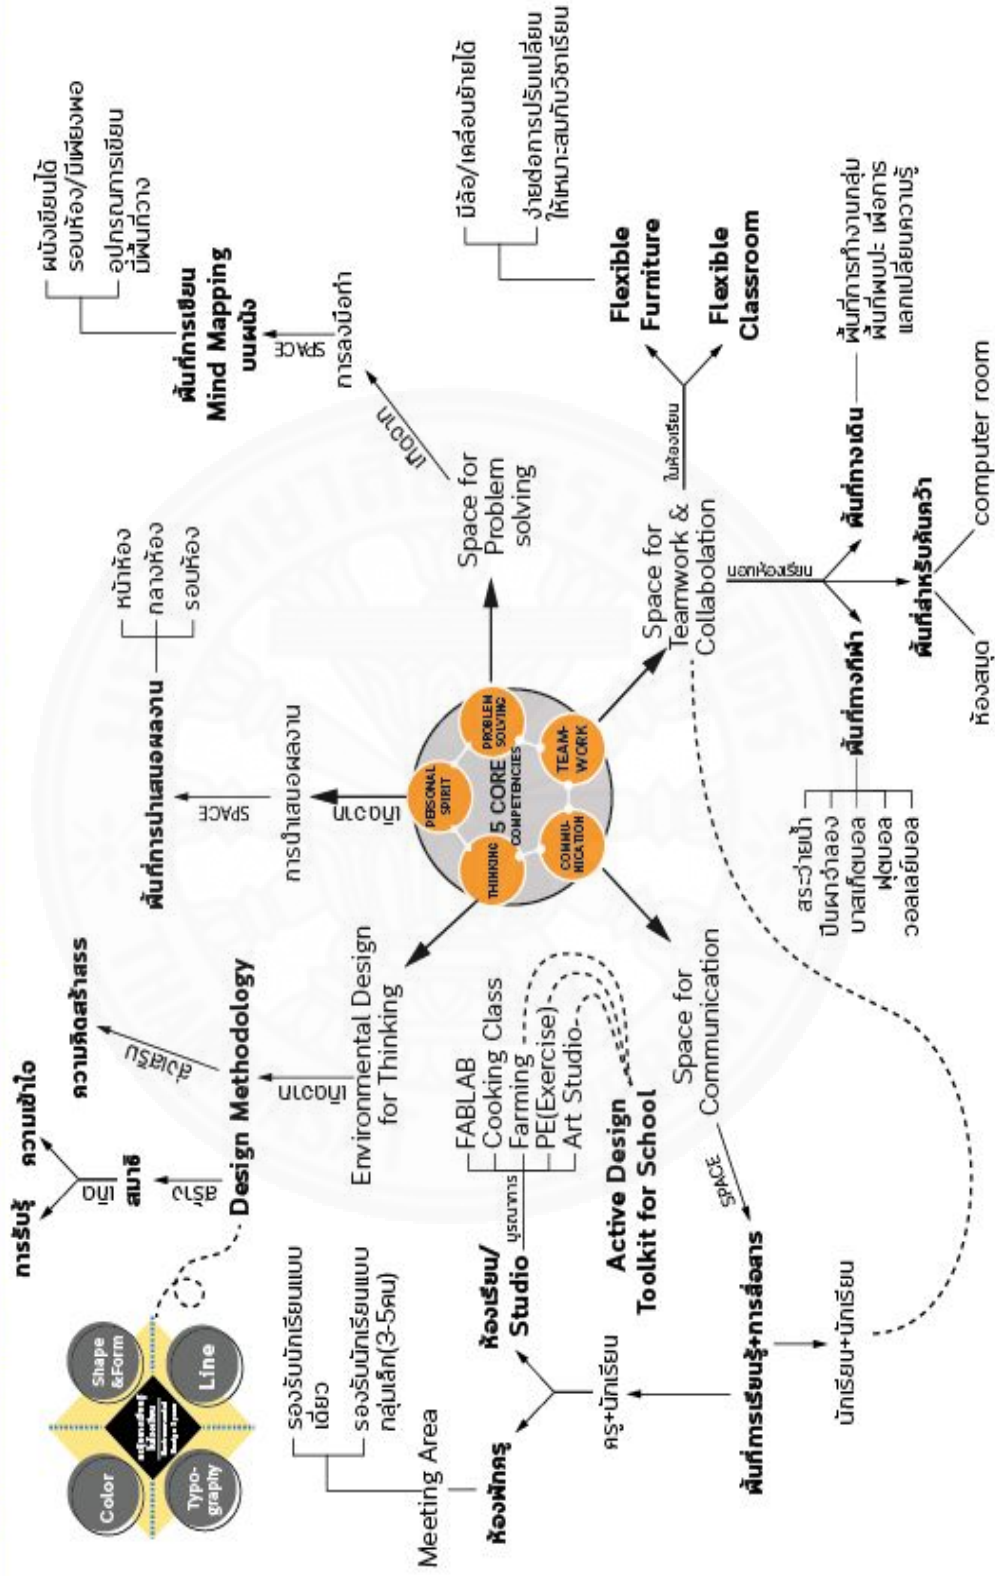 Color
Shape
&Form
Typo-
graphy
Line
การรับรู้
ความเข้าใจ
เกิด
สมาธิ
สร้าง
ความคิดสร้างสรร
ส่งเสริม
Design Methodology
เกิดจาก
Environmental Design
for Thinking
พื้นที่การนำเสนอผลงาน
หน้าห้อง
กลางห้อง
รอบห้อง
SPACE
การนำเสนอผลงาน
เกิดจาก
ผนังเขียนได้
รอบห้อง/มีเพียงพอ
อุปกรณการเขียน
มีพื้นที่วาง
พื้นที่การเขียน
Mind Mapping
บนผนัง
SPACE
การลงมือทำ
เกิดจาก
Space for
Problem
solving
PERSONAL
SPIRIT
THINKING
5 CORE
COMPETENCIES
PROBLEM
SOLVING
COMMU-
NICATION
TEAM-
WORK
Meeting Area
รองรับนักเรียนแบบ
เดี่ยว
รองรับนักเรียนแบบ
กลุ่มเล็ก(3-5คน)
ห้องพักครู
ห้องเรียน/
Studio
บูรณาการ
FABLAB
Cooking Class
Farming
PE(Exercise)
Art Studio
Active Design
Toolkit for School
ครู+นักเรียน
Space for
Communication
SPACE
พื้นที่การเรียนรู้+การสื่อสาร
นักเรียน+นักเรียน
Space for
Teamwork &
Collabolation
ในห้องเรียน
Flexible
Furniture
มีล้อ/เคลื่อนย้ายได้
ง่ายต่อการปรับเปลี่ยน
ให้เหมาะสมกับวิชาเรียน
Flexible
Classroom
นอกห้องเรียน
พื้นที่ทางกีฬา
สระว่ายน้ำ
ปีนผาจำลอง
บาสเก็ตบอล
ฟุตบอล
วอลเลย์บอล
พื้นที่ทางเดิน
พื้นที่การทำงานกลุ่ม
พื้นที่พบปะ เพื่อการ
แลกเปลี่ยนความรู้
พื้นที่สำหรับค้นคว้า
ห้องสมุด
computer room